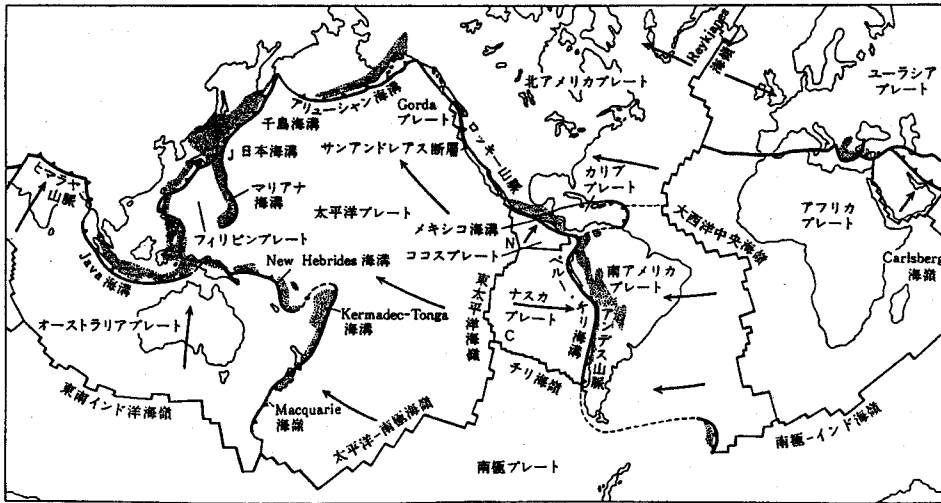 Reykjanes
海嶺
北アメリカプレート
ユーラシア
プレート
アリューシャン海溝
Gorda
プレート
ロッキー山脈
千島海溝
J 日本海溝
サンアンドレアス断層
カリブ
プレート
ヒマラヤ
山脈
マリアナ
海溝
太平洋プレート
アフリカ
プレート
メキシコ海溝
N
大西洋中央海嶺
フィリピンプレート
ココスプレート
Java海溝
New Hebrides 海溝
東太平洋海嶺
ペルー・チリ海溝
南アメリカ
プレート
Carlsberg
海嶺
ナスカ
プレート
Kermadec-Tonga
海溝
オーストラリアプレート
C
アンデス山脈
チリ海嶺
東南インド洋海嶺
Macquarie
海嶺
太平洋-南極海嶺
南極プレート
南極-インド海嶺